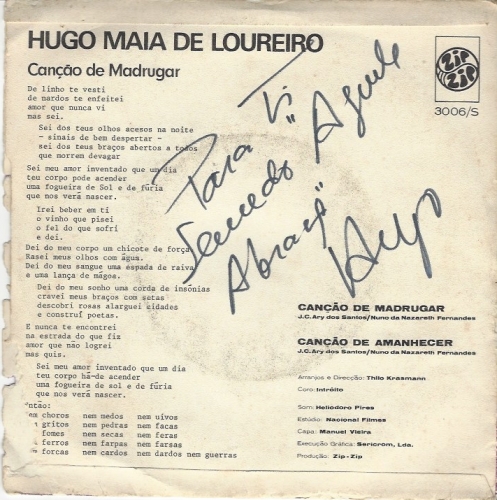 HUGO MAIA DE LOUREIRO
Canção de Madrugar
zip zip
3006/S
De linho te vesti
de nardos te enfeitei
amor que nunca vi
mas sei.
Sei dos teus olhos acesos na noite
- sinais de bem despertar -
sei dos teus braços abertos a todos
que morrem devagar
Sei meu amor inventado que um dia
teu corpo pode acender
uma fogueira de Sol e de fúria
que nos verá nascer.
Irei beber em ti
o vinho que pisei
o fel do que sofri
e dei.
Dei do meu corpo um chicote de força
Rasei meus olhos com água.
Dei do meu sangue uma espada de raiva
e uma lança de mágoa.
Dei do meu sonho uma corda de insónias
cravei meus braços com setas
descobri rosas alarguei cidades
e construí poetas.
E nunca te encontrei
na estrada do que fiz
amor que não logrei
mas quis.
Sei meu amor inventado que um dia
teu corpo há-de acender
uma fogueira de sol e de fúria
que nos verá nascer.
Então:
nem choros nem medos nem uivos
nem gritos nem pedras nem facas
nem fomes nem secas nem feras
nem ferros nem farpas nem farsas
nem forcas nem cardos nem dardos nem guerras
Para Ti
Abraço
Hugo
CANÇÃO DE MADRUGAR
J.C. Ary dos Santos/Nuno da Nazareth Fernandes
CANÇÃO DE AMANHECER
J.C. Ary dos Santos/Nuno da Nazareth Fernandes
Arranjos e Direcção: Thilo Krasmann
Coro: Intróito
Som: Heliodoro Pires
Estúdio: Nacional Filmes
Capa: Manuel Vieira
Execução Gráfica: Sericrom, Lda.
Produção: Zip-Zip